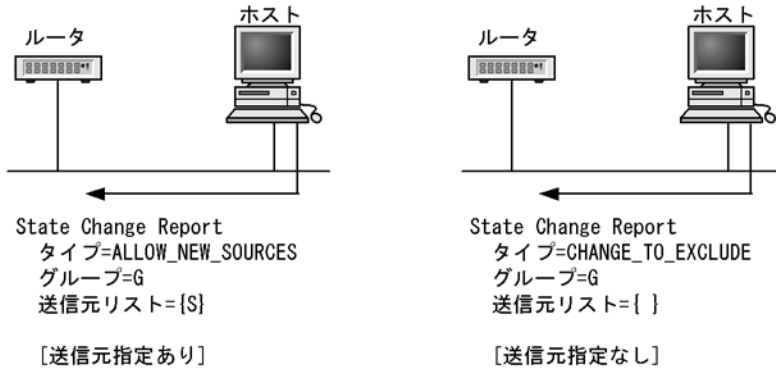 ルータ
ホスト
State Change Report
タイプ=ALLOW_NEW_SOURCES
グループ=G
送信元リスト={S}
[送信元指定あり]
ルータ
ホスト
State Change Report
タイプ=CHANGE_TO_EXCLUDE
グループ=G
送信元リスト={ }
[送信元指定なし]